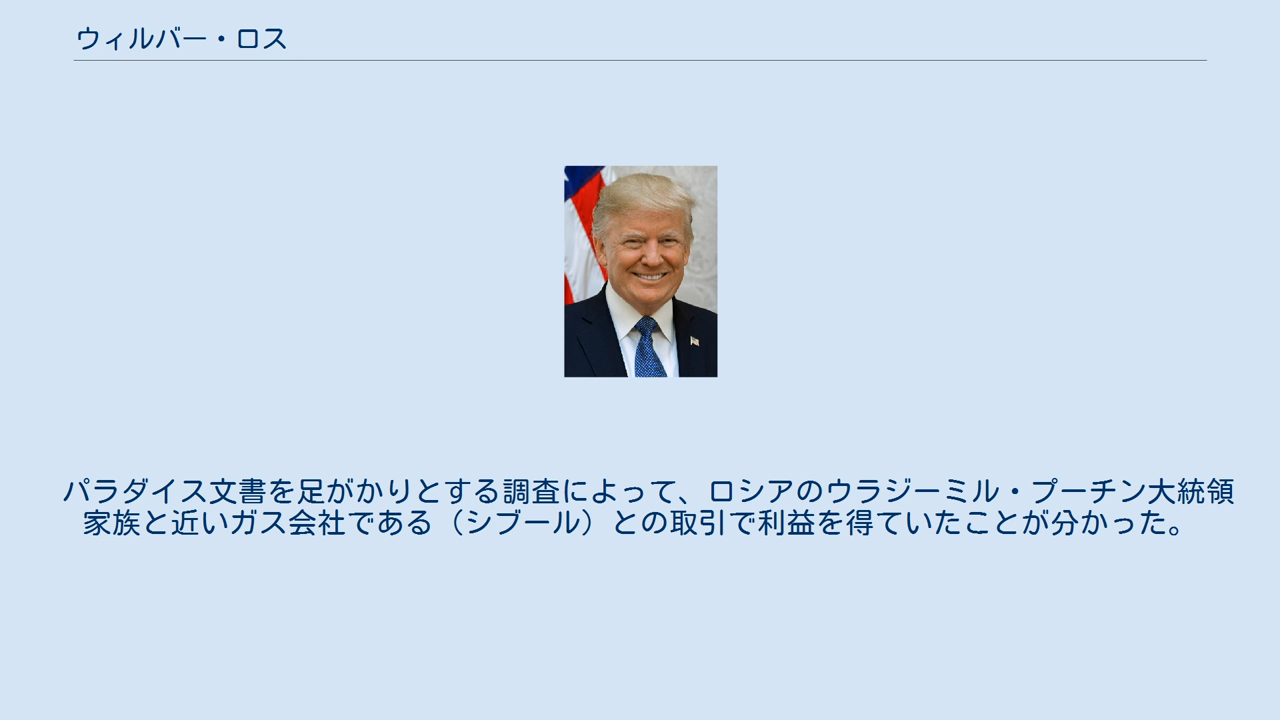 ウィルバー・ロス
パラダイス文書を足がかりとする調査によって、ロシアのウラジーミル・プーチン大統領
家族と近いガス会社である（シブール）との取引で利益を得ていたことが分かった。